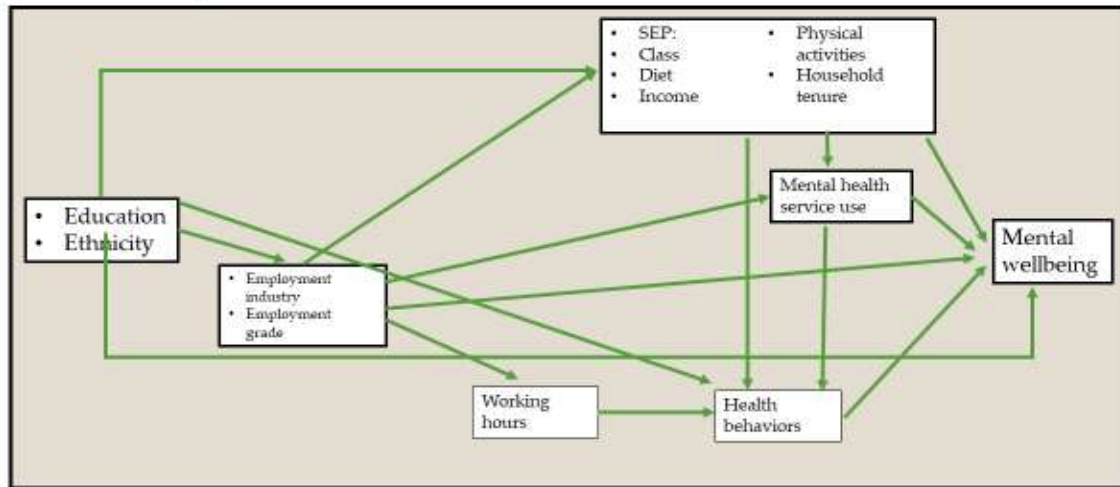 • SEP:
• Class
• Diet
• Income
• Physical
activities
• Household
tenure
Mental health
service use
• Education
• Ethnicity
Mental
wellbeing
• Employment
industry
• Employment
grade
Working
hours
Health
behaviors